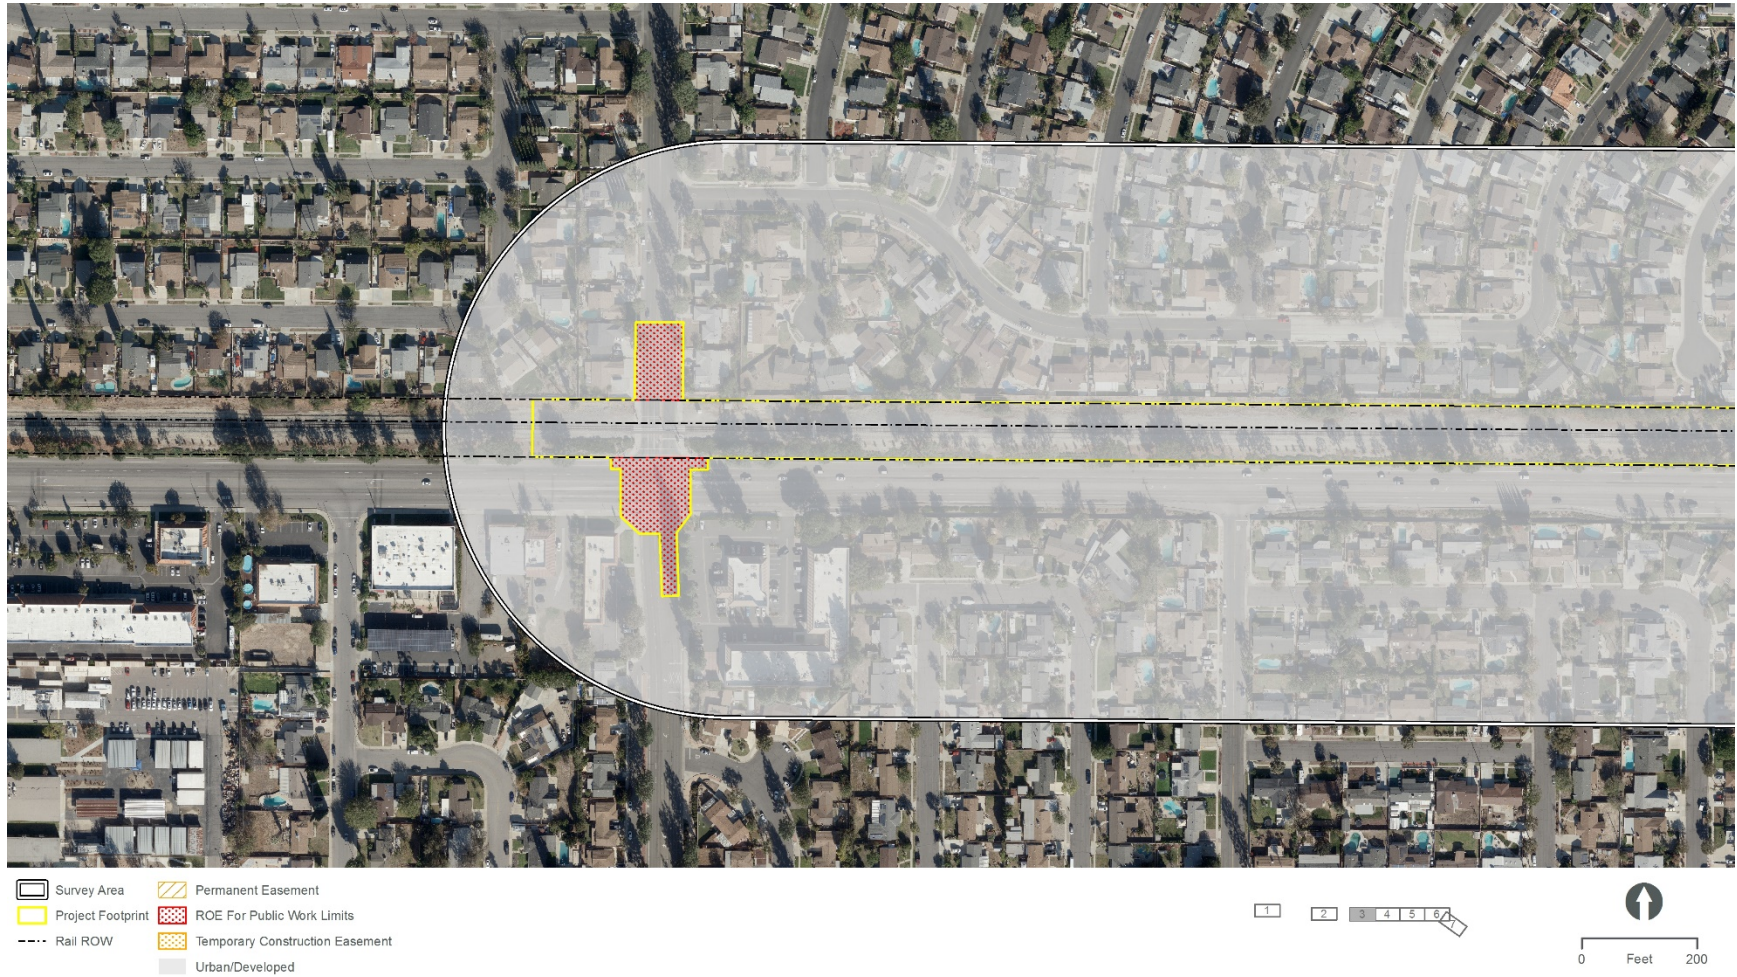 Survey Area
Project Footprint
Rail ROW
Permanent Easement
ROE For Public Work Limits
Temporary Construction Easement
Urban/Developed
1 2 3 4 5 6 7
0 Feet 200